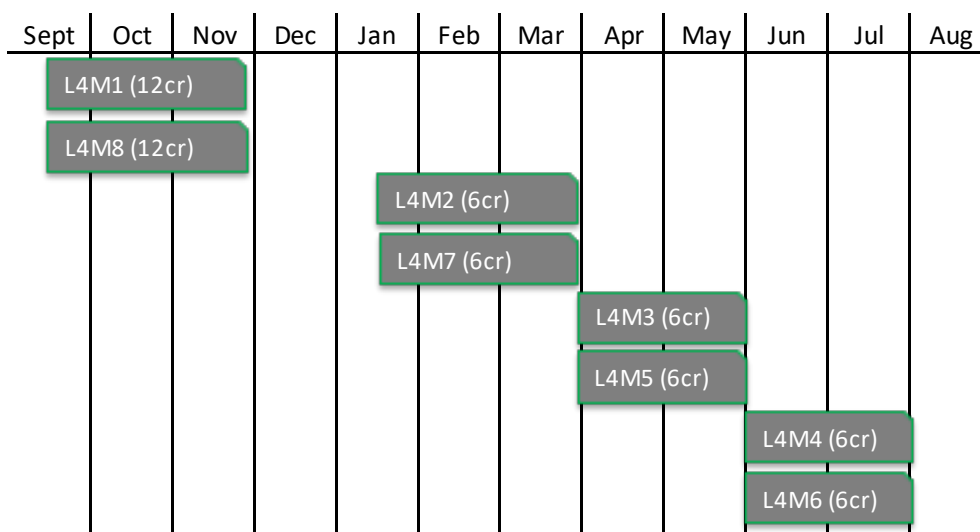 Sept Oct Nov Dec Jan Feb Mar Apr May Jun Jul Aug
L4M1 (12cr)
L4M8 (12cr)
L4M2 (6cr)
L4M7 (6cr)
L4M3 (6cr)
L4M5 (6cr)
L4M4 (6cr)
L4M6 (6cr)